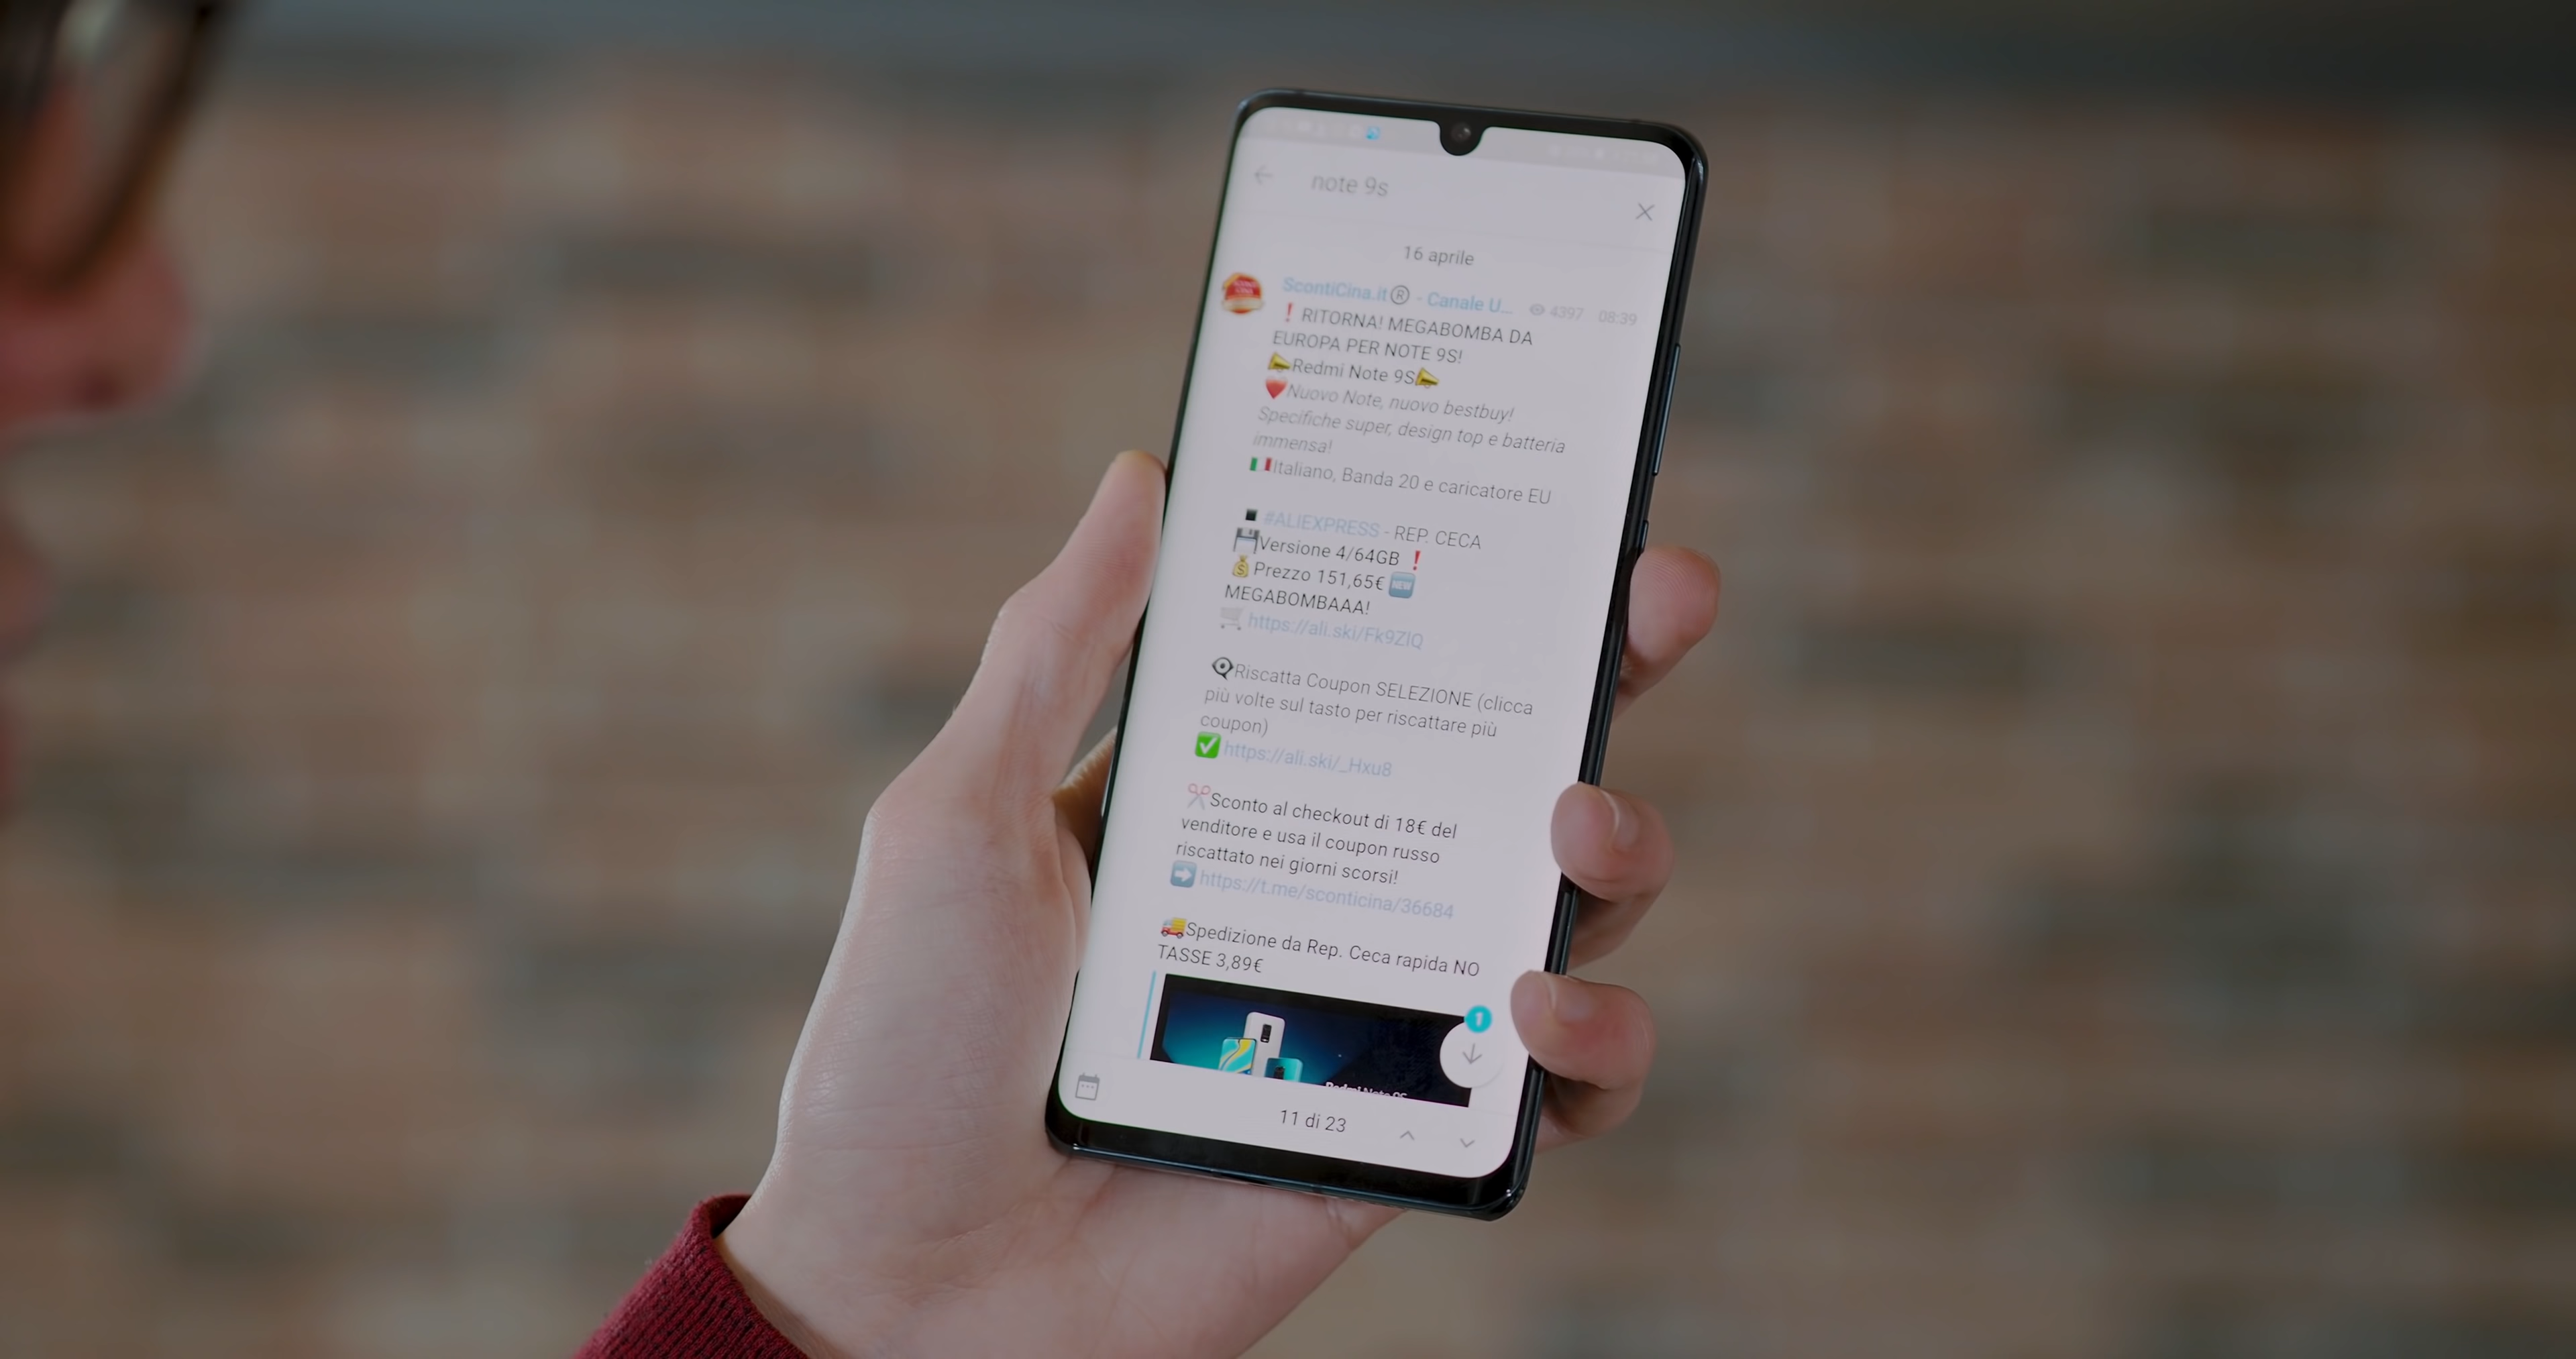 note 9s
16 aprile
ScontiCina.it® - Canale U... 4397 08:39
❗RITORNA! MEGABOMBA DA
EUROPA PER NOTE 9S!
📣Redmi Note 9S📣
❤️Nuovo Note, nuovo bestbuy!
Specifiche super, design top e batteria
immensa!
🇮🇹Italiano, Banda 20 e caricatore EU
▪️#ALIEXPRESS - REP. CECA
💾Versione 4/64GB ❗
💰Prezzo 151,65€ 🆕
MEGABOMBAAA!
🛒 https://ali.ski/Fk9ZIQ
👁‍🗨Riscatta Coupon SELEZIONE (clicca
più volte sul tasto per riscattare più
coupon)
✅ https://ali.ski/_Hxu8
✂️Sconto al checkout di 18€ del
venditore e usa il coupon russo
riscattato nei giorni scorsi!
➡️ https://t.me/sconticina/36684
🚚Spedizione da Rep. Ceca rapida NO
TASSE 3,89€
1
11 di 23